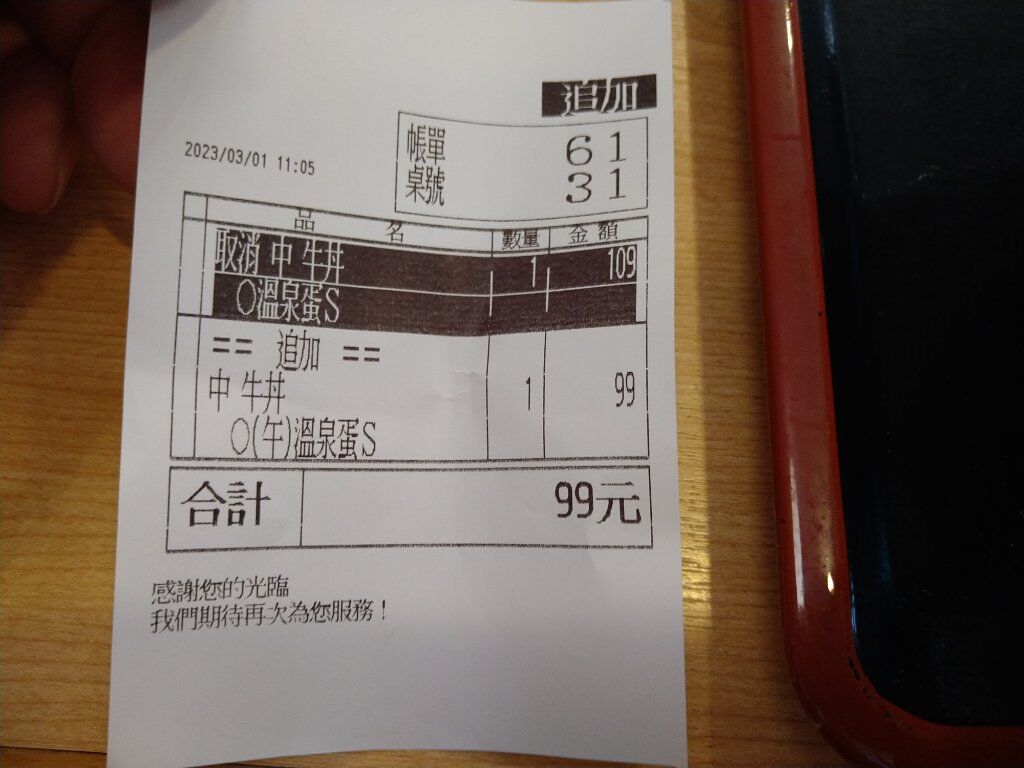 追加
帳單 61
桌號 31
2023/03/01 11:05
品 名 數量 金額
取消 中 牛丼 1 109
○溫泉蛋S
== 追加 ==
中 牛丼 1 99
○(午)溫泉蛋S
合計 99元
感謝您的光臨
我們期待再次為您服務！